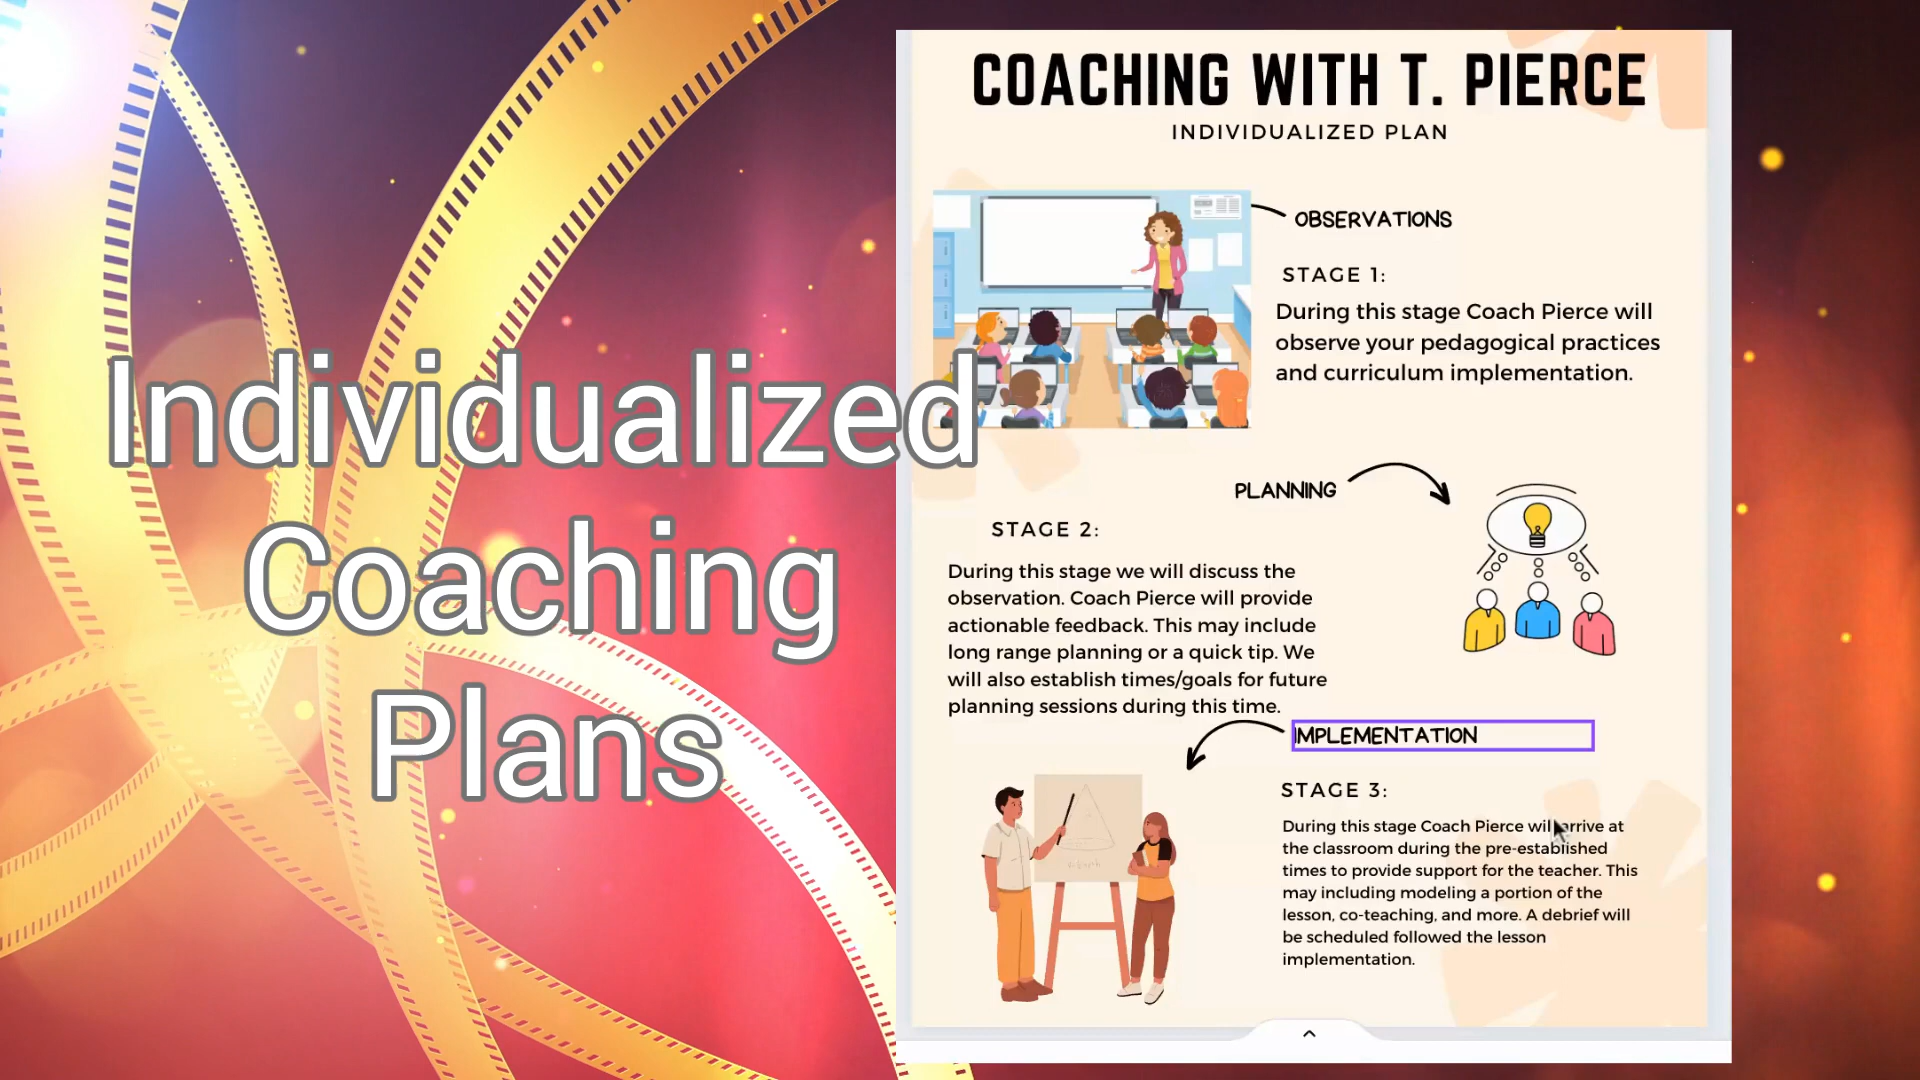 Individualized
Coaching
Plans
COACHING WITH T. PIERCE
INDIVIDUALIZED PLAN
OBSERVATIONS
STAGE 1:
During this stage Coach Pierce will
observe your pedagogical practices
and curriculum implementation.
PLANNING
STAGE 2:
During this stage we will discuss the
observation. Coach Pierce will provide
actionable feedback. This may include
long range planning or a quick tip. We
will also establish times/goals for future
planning sessions during this time.
IMPLEMENTATION
STAGE 3:
During this stage Coach Pierce will arrive at
the classroom during the pre-established
times to provide support for the teacher. This
may including modeling a portion of the
lesson, co-teaching, and more. A debrief will
be scheduled followed the lesson
implementation.